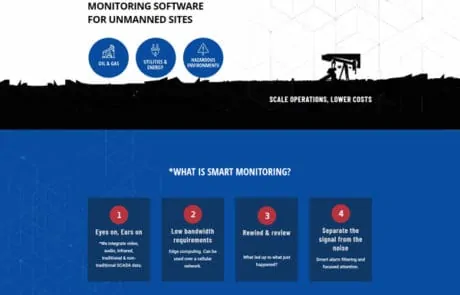 MONITORING SOFTWARE
FOR UNMANNED SITES
OIL & GAS
UTILITIES &
ENERGY
HAZARDOUS
ENVIRONMENTS
SCALE OPERATIONS, LOWER COSTS
*WHAT IS SMART MONITORING?
1
Eyes on, Ears on
*We integrate video,
audio, infrared,
traditional & non-
traditional SCADA data.
2
Low bandwidth
requirements
Edge computing. Can be
used over a cellular
network.
3
Rewind & review
What led up to what just
happened?
4
Separate the
signal from the
noise
Smart alarm filtering and
focused attention.